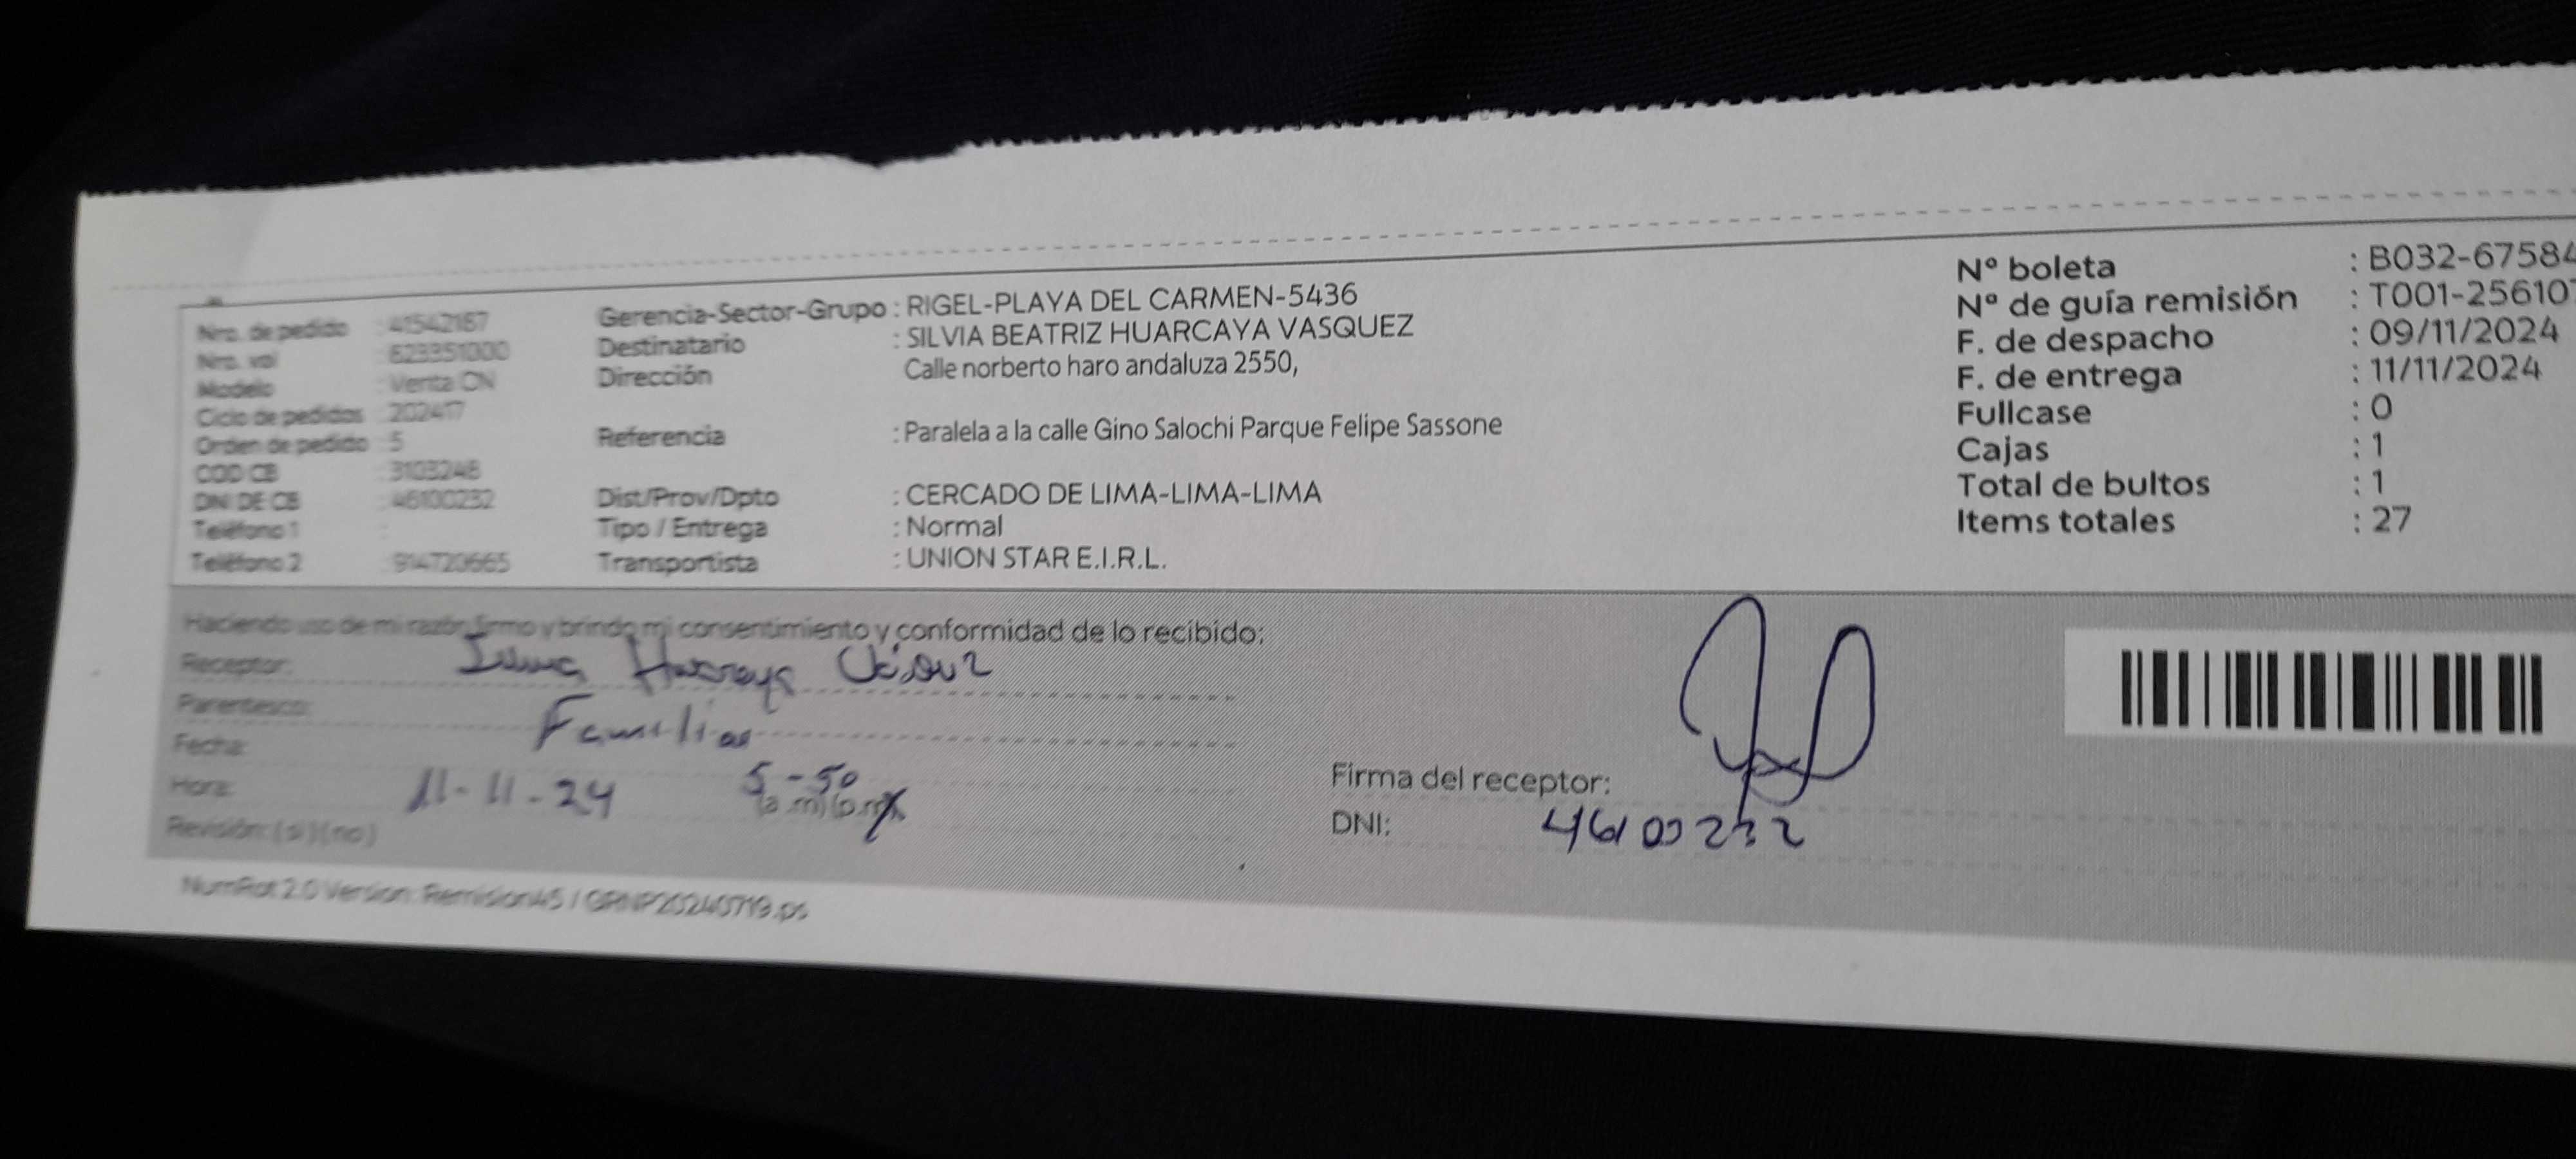 Nro. de pedido : 41542187
Nro. vol : 623351000
Modelo : Venta CN
Ciclo de pedidos : 202417
Orden de pedido : 5
COD CB : 3103248
DNI DE CB : 46100232
Teléfono 1 :
Teléfono 2 : 914720665
Gerencia-Sector-Grupo : RIGEL-PLAYA DEL CARMEN-5436
Destinatario : SILVIA BEATRIZ HUARCAYA VASQUEZ
Dirección Calle norberto haro andaluza 2550,
Referencia : Paralela a la calle Gino Salochi Parque Felipe Sassone
Dist/Prov/Dpto : CERCADO DE LIMA-LIMA-LIMA
Tipo / Entrega : Normal
Transportista : UNION STAR E.I.R.L.
N° boleta : B032-67584
N° de guía remisión : T001-25610
F. de despacho : 09/11/2024
F. de entrega : 11/11/2024
Fullcase : 0
Cajas : 1
Total de bultos : 1
Items totales : 27
Haciendo uso de mi razón firmo y brindo mi consentimiento y conformidad de lo recibido:
Receptor:
Parentesco: Familiar
Fecha:
Hora: 11-11-24 5-50 (a.m) (p.m)
Revisión: (si) (no)
Firma del receptor:
DNI: 46100232
NumRot 2.0 Version: Remision45 / GRNP20240719.ps